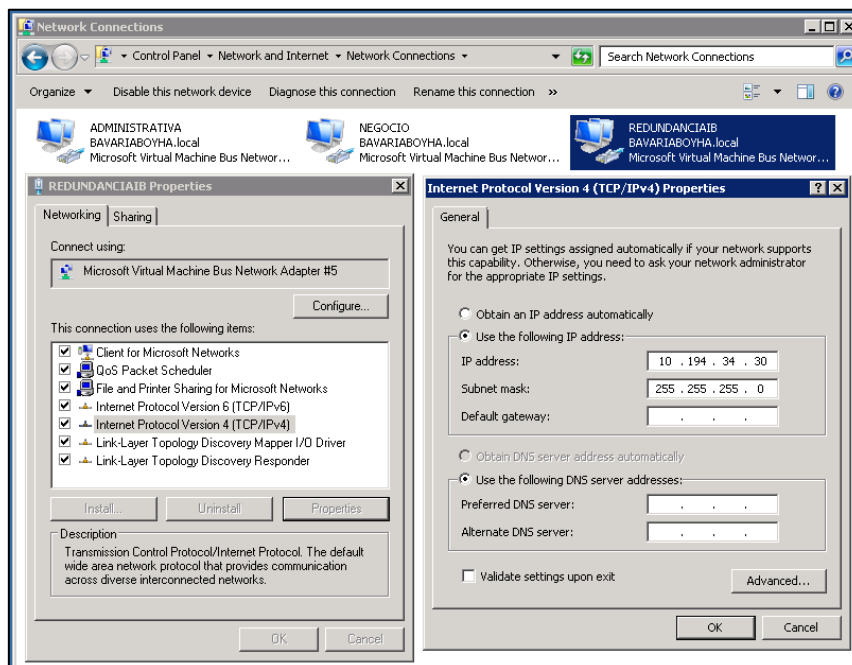 Network Connections
Control Panel Network and Internet Network Connections
Search Network Connections
Organize Disable this network device Diagnose this connection Rename this connection »
ADMINISTRATIVA
BAVARIABOYHA.local
Microsoft Virtual Machine Bus Networ...
NEGOCIO
BAVARIABOYHA.local
Microsoft Virtual Machine Bus Networ...
REDUNDANCIAIB
BAVARIABOYHA.local
Microsoft Virtual Machine Bus Networ...
REDUNDANCIAIB Properties
Networking Sharing
Connect using:
Microsoft Virtual Machine Bus Network Adapter #5
Configure...
This connection uses the following items:
Client for Microsoft Networks
QoS Packet Scheduler
File and Printer Sharing for Microsoft Networks
Internet Protocol Version 6 (TCP/IPv6)
Internet Protocol Version 4 (TCP/IPv4)
Link-Layer Topology Discovery Mapper I/O Driver
Link-Layer Topology Discovery Responder
Install... Uninstall Properties
Description
Transmission Control Protocol/Internet Protocol. The default
wide area network protocol that provides communication
across diverse interconnected networks.
OK Cancel
Internet Protocol Version 4 (TCP/IPv4) Properties
General
You can get IP settings assigned automatically if your network supports
this capability. Otherwise, you need to ask your network administrator
for the appropriate IP settings.
Obtain an IP address automatically
Use the following IP address:
IP address: 10 . 194 . 34 . 30
Subnet mask: 255 . 255 . 255 . 0
Default gateway: . . .
Obtain DNS server address automatically
Use the following DNS server addresses:
Preferred DNS server: . . .
Alternate DNS server: . . .
Validate settings upon exit
Advanced...
OK Cancel